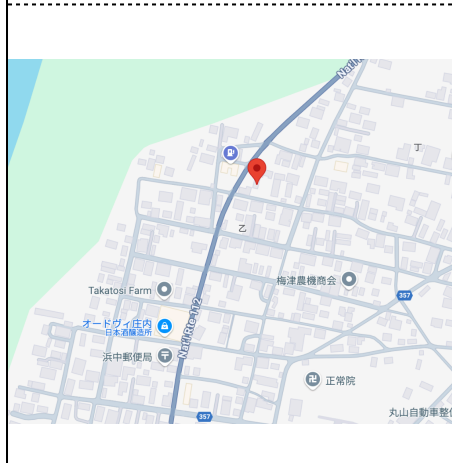 Nat'l
丁
乙
梅津農機商会
Takatosi Farm
357
オードヴィ庄内
日本酒醸造所
浜中郵便局
Nat'l Rte 112
正常院
357
丸山自動車整備